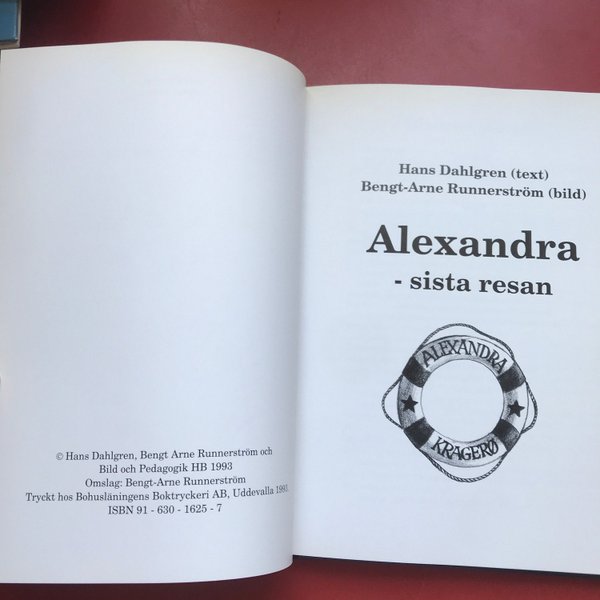 © Hans Dahlgren, Bengt Arne Runnerström och
Bild och Pedagogik HB 1993
Omslag: Bengt-Arne Runnerström
Tryckt hos Bohusläningens Boktryckeri AB, Uddevalla 1993.
ISBN 91 - 630 - 1625 - 7
Hans Dahlgren (text)
Bengt-Arne Runnerström (bild)
Alexandra
- sista resan
ALEXANDRA
KRAGERØ